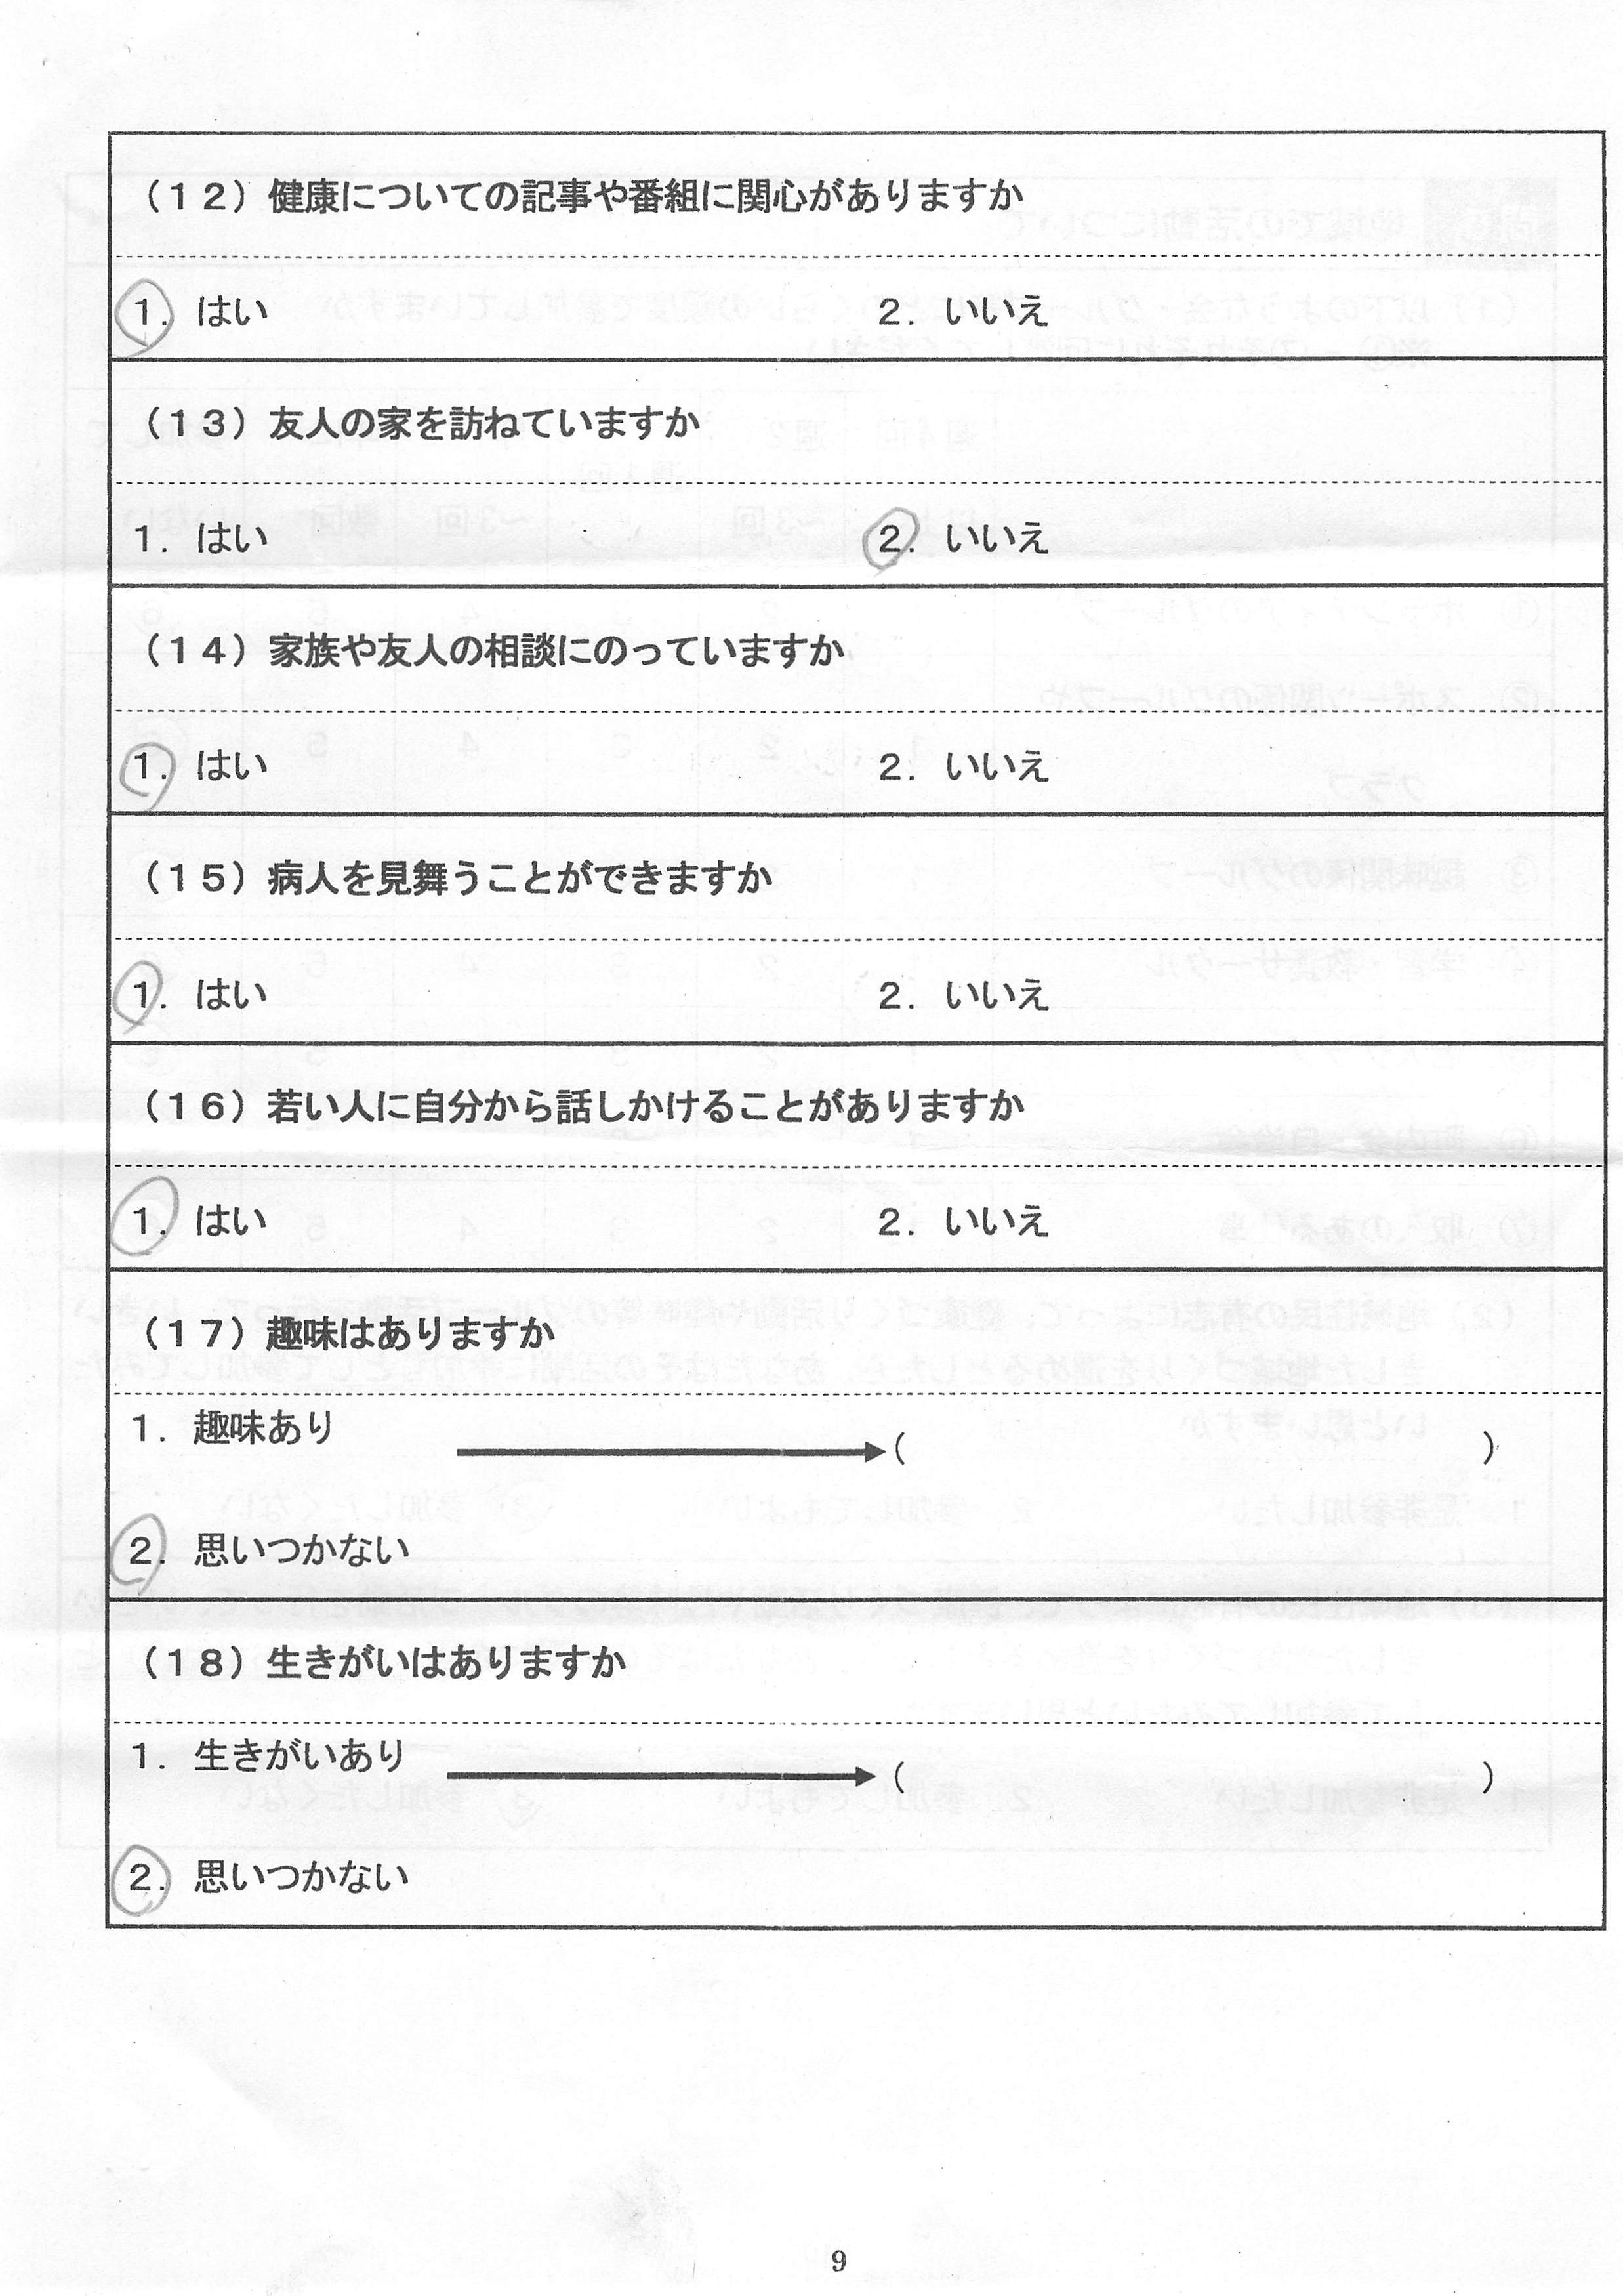 （１２）健康についての記事や番組に関心がありますか
１．はい　２．いいえ
（１３）友人の家を訪ねていますか
１．はい　２．いいえ
（１４）家族や友人の相談にのっていますか
１．はい　２．いいえ
（１５）病人を見舞うことができますか
１．はい　２．いいえ
（１６）若い人に自分から話しかけることがありますか
１．はい　２．いいえ
（１７）趣味はありますか
１．趣味あり　（　）
２．思いつかない
（１８）生きがいはありますか
１．生きがいあり　（　）
２．思いつかない
9